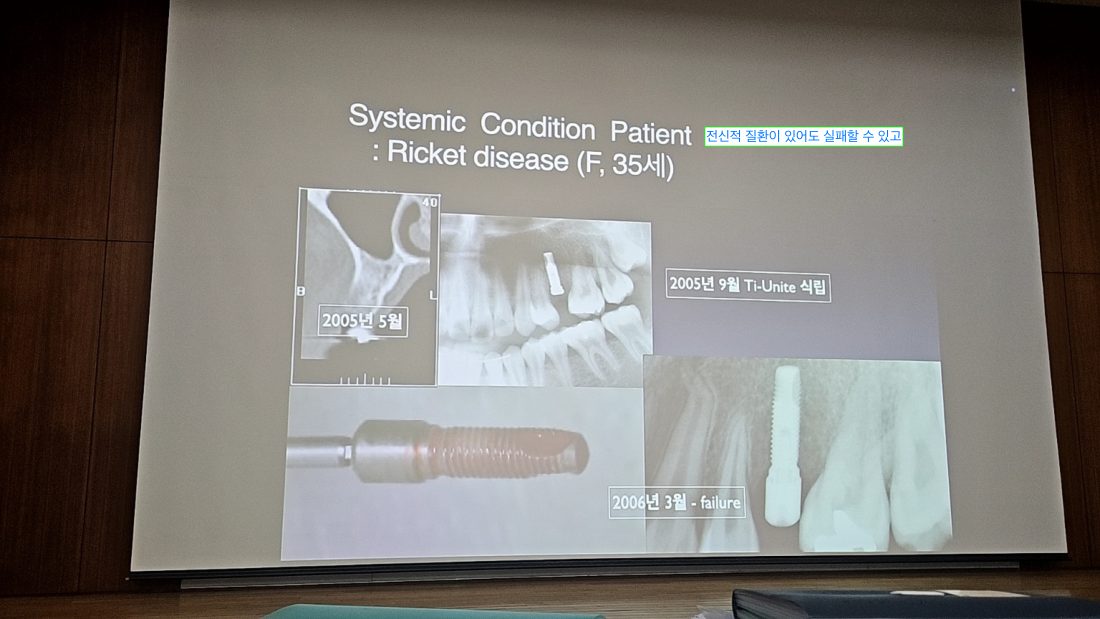 Systemic Condition Patient
: Ricket disease (F, 35세)
전신적 질환이 있어도 실패할 수 있고
40
B
L
2005년 5월
2005년 9월 Ti-Unite 식립
2006년 3월 - failure